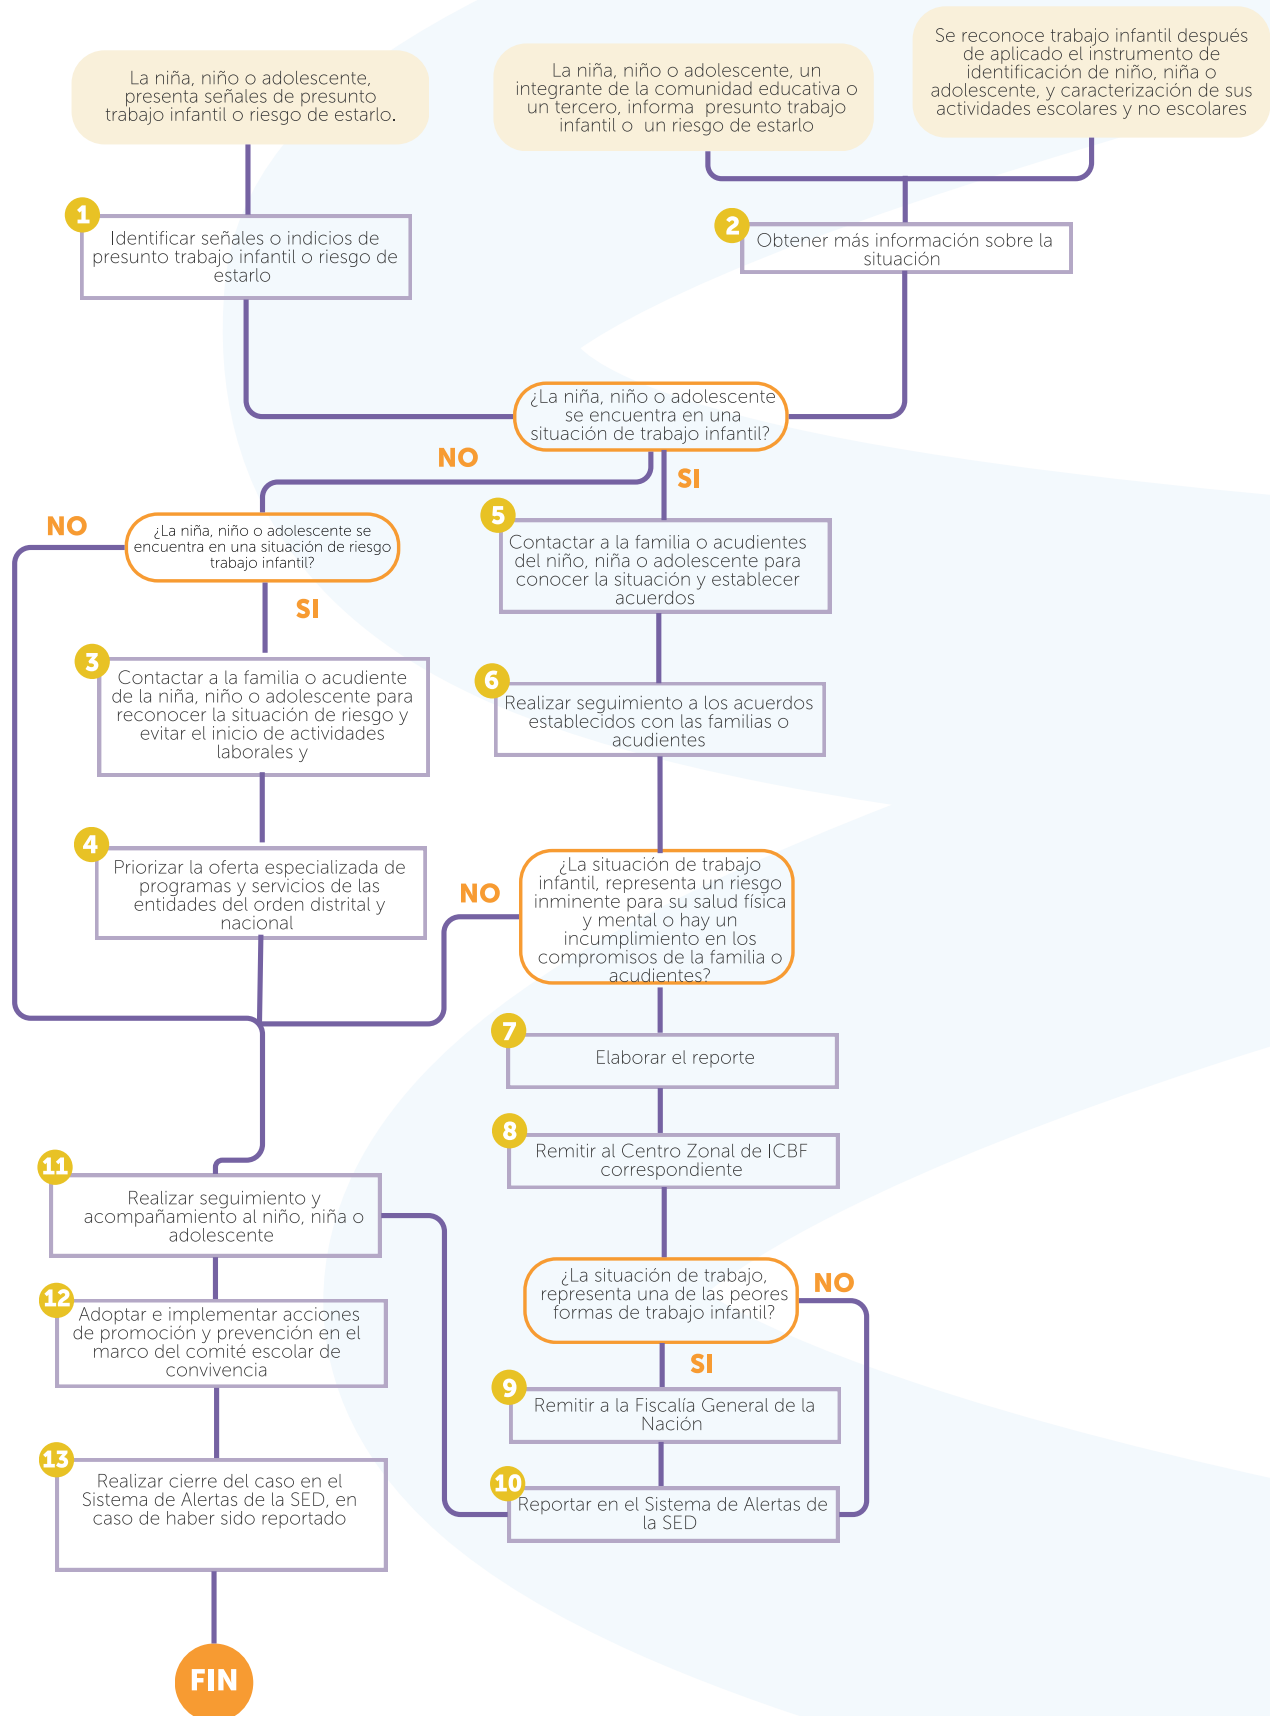 La niña, niño o adolescente,
presenta señales de presunto
trabajo infantil o riesgo de estarlo.
La niña, niño o adolescente, un
integrante de la comunidad educativa o
un tercero, informa presunto trabajo
infantil o un riesgo de estarlo
Se reconoce trabajo infantil después
de aplicado el instrumento de
identificación de niño, niña o
adolescente, y caracterización de sus
actividades escolares y no escolares
1
Identificar señales o indicios de
presunto trabajo infantil o riesgo de
estarlo
2
Obtener más información sobre la
situación
¿La niña, niño o adolescente
se encuentra en una
situación de trabajo infantil?
NO
SI
NO
¿La niña, niño o adolescente se
encuentra en una situación de riesgo
trabajo infantil?
SI
5
Contactar a la familia o acudientes
del niño, niña o adolescente para
conocer la situación y establecer
acuerdos
3
Contactar a la familia o acudiente
de la niña, niño o adolescente para
reconocer la situación de riesgo y
evitar el inicio de actividades
laborales y
6
Realizar seguimiento a los acuerdos
establecidos con las familias o
acudientes
4
Priorizar la oferta especializada de
programas y servicios de las
entidades del orden distrital y
nacional
NO
¿La situación de trabajo
infantil, representa un riesgo
inminente para su salud física
y mental o hay un
incumplimiento en los
compromisos de la familia o
acudientes?
7
Elaborar el reporte
8
Remitir al Centro Zonal de ICBF
correspondiente
11
Realizar seguimiento y
acompañamiento al niño, niña o
adolescente
¿La situación de trabajo,
representa una de las peores
formas de trabajo infantil?
NO
SI
12
Adoptar e implementar acciones
de promoción y prevención en el
marco del comité escolar de
convivencia
9
Remitir a la Fiscalía General de la
Nación
13
Realizar cierre del caso en el
Sistema de Alertas de la SED, en
caso de haber sido reportado
10
Reportar en el Sistema de Alertas de
la SED
FIN